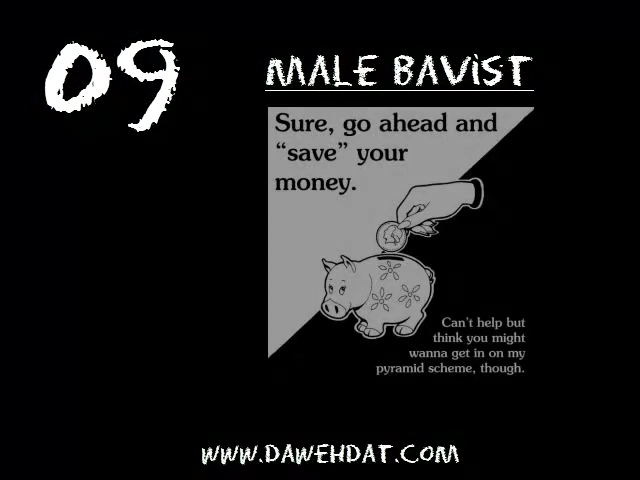 09
MALE BAVIST
Sure, go ahead and
“save” your
money.
Can't help but
think you might
wanna get in on my
pyramid scheme, though.
WWW.DAWEHDAT.COM